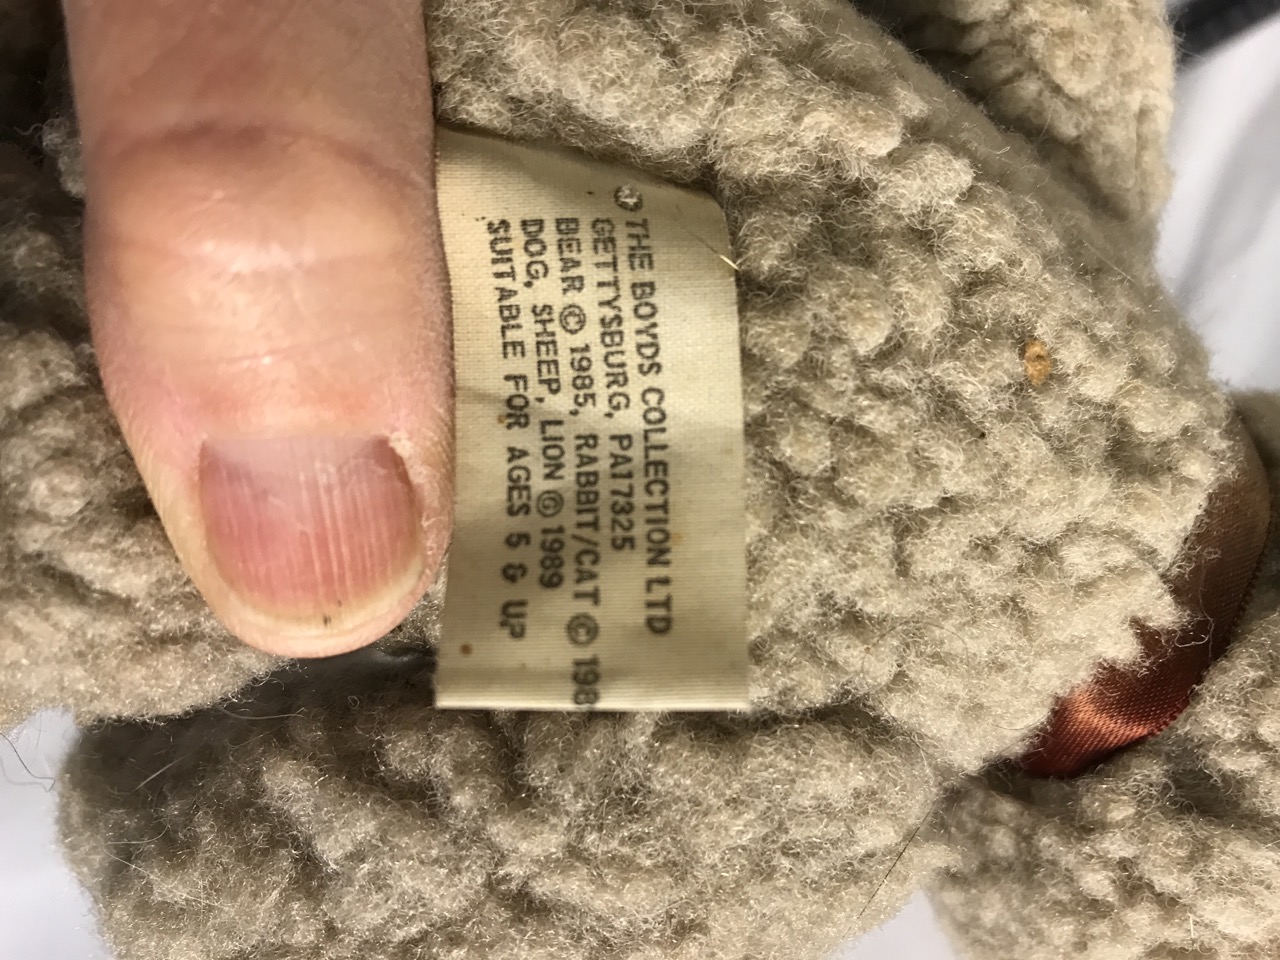 THE BOYDS COLLECTION LTD
GETTYSBURG, PA17325
BEAR © 1985, RABBIT/CAT © 198
DOG, SHEEP, LION © 1989
SUITABLE FOR AGES 5 & UP